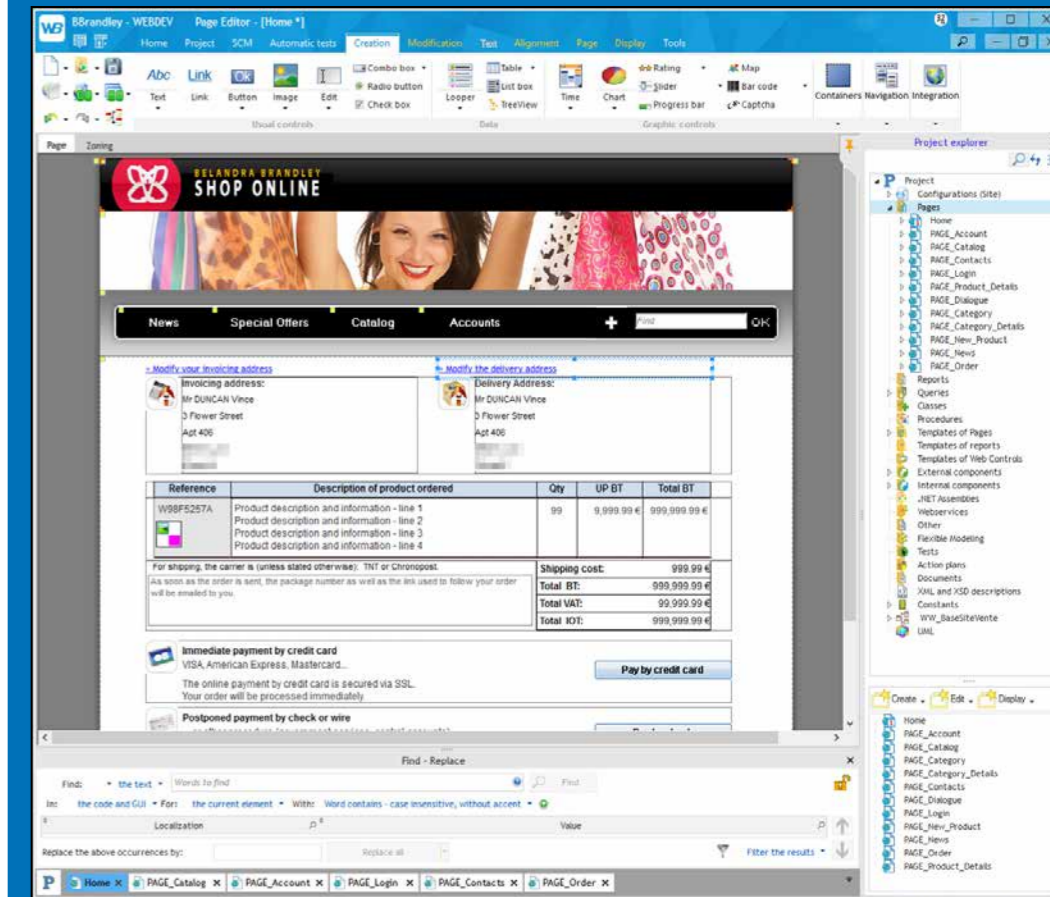 WB BBrandley - WEBDEV Page Editor - [Home *]
Home Project SCM Automatic tests Creation Modification Text Alignment Page Display Tools
Abc Link OK Combo box Table Rating Map
Radio button List box Slider Bar code
Text Link Button Image Edit Check box Looper TreeView Time Chart Progress bar Captcha Containers Navigation Integration
Usual controls Data Graphic controls
Page Zoning
BELANDRA BRANDLEY
SHOP ONLINE
News Special Offers Catalog Accounts Find OK
- Modify your invoicing address - Modify the delivery address
Invoicing address: Delivery Address:
Mr DUNCAN Vince Mr DUNCAN Vince
3 Flower Street 3 Flower Street
Apt 406 Apt 406
Reference Description of product ordered Qty UP BT Total BT
W98F5257A Product description and information - line 1 99 9,999.99 € 999,999.99 €
Product description and information - line 2
Product description and information - line 3
Product description and information - line 4
For shipping, the carrier is (unless stated otherwise): TNT or Chronopost. Shipping cost: 999.99 €
As soon as the order is sent, the package number as well as the link used to follow your order Total BT: 999,999.99 €
will be emailed to you. Total VAT: 99,999.99 €
Total IOT: 999,999.99 €
Immediate payment by credit card
VISA, American Express, Mastercard... Pay by credit card
The online payment by credit card is secured via SSL.
Your order will be processed immediately.
Postponed payment by check or wire
Project explorer
P Project
Configurations (Site)
Pages
Home
PAGE_Account
PAGE_Catalog
PAGE_Contacts
PAGE_Login
PAGE_Product_Details
PAGE_Dialogue
PAGE_Category
PAGE_Category_Details
PAGE_New_Product
PAGE_News
PAGE_Order
Reports
Queries
Classes
Procedures
Templates of Pages
Templates of reports
Templates of Web Controls
External components
Internal components
.NET Assemblies
Webservices
Other
Flexible Modeling
Tests
Action plans
Documents
XML and XSD descriptions
Constants
WW_BaseSiteVente
UML
Create Edit Display
Home
PAGE_Account
PAGE_Catalog
PAGE_Category
PAGE_Category_Details
PAGE_Contacts
PAGE_Dialogue
PAGE_Login
PAGE_New_Product
PAGE_News
PAGE_Order
PAGE_Product_Details
Find - Replace
Find: the text Words to find Find
In: the code and GUI For: the current element With: Word contains - case insensitive, without accent
Localization Value
Replace the above occurrences by: Replace all Filter the results
P Home PAGE_Catalog PAGE_Account PAGE_Login PAGE_Contacts PAGE_Order